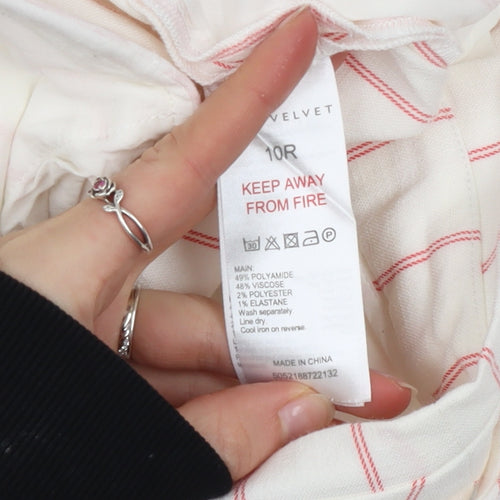 VELVET
10R
KEEP AWAY
FROM FIRE
30 P
MAIN:
49% POLYAMIDE
48% VISCOSE
2% POLYESTER
1% ELASTANE
Wash separately
Line dry
Cool iron on reverse
MADE IN CHINA
5052188722132